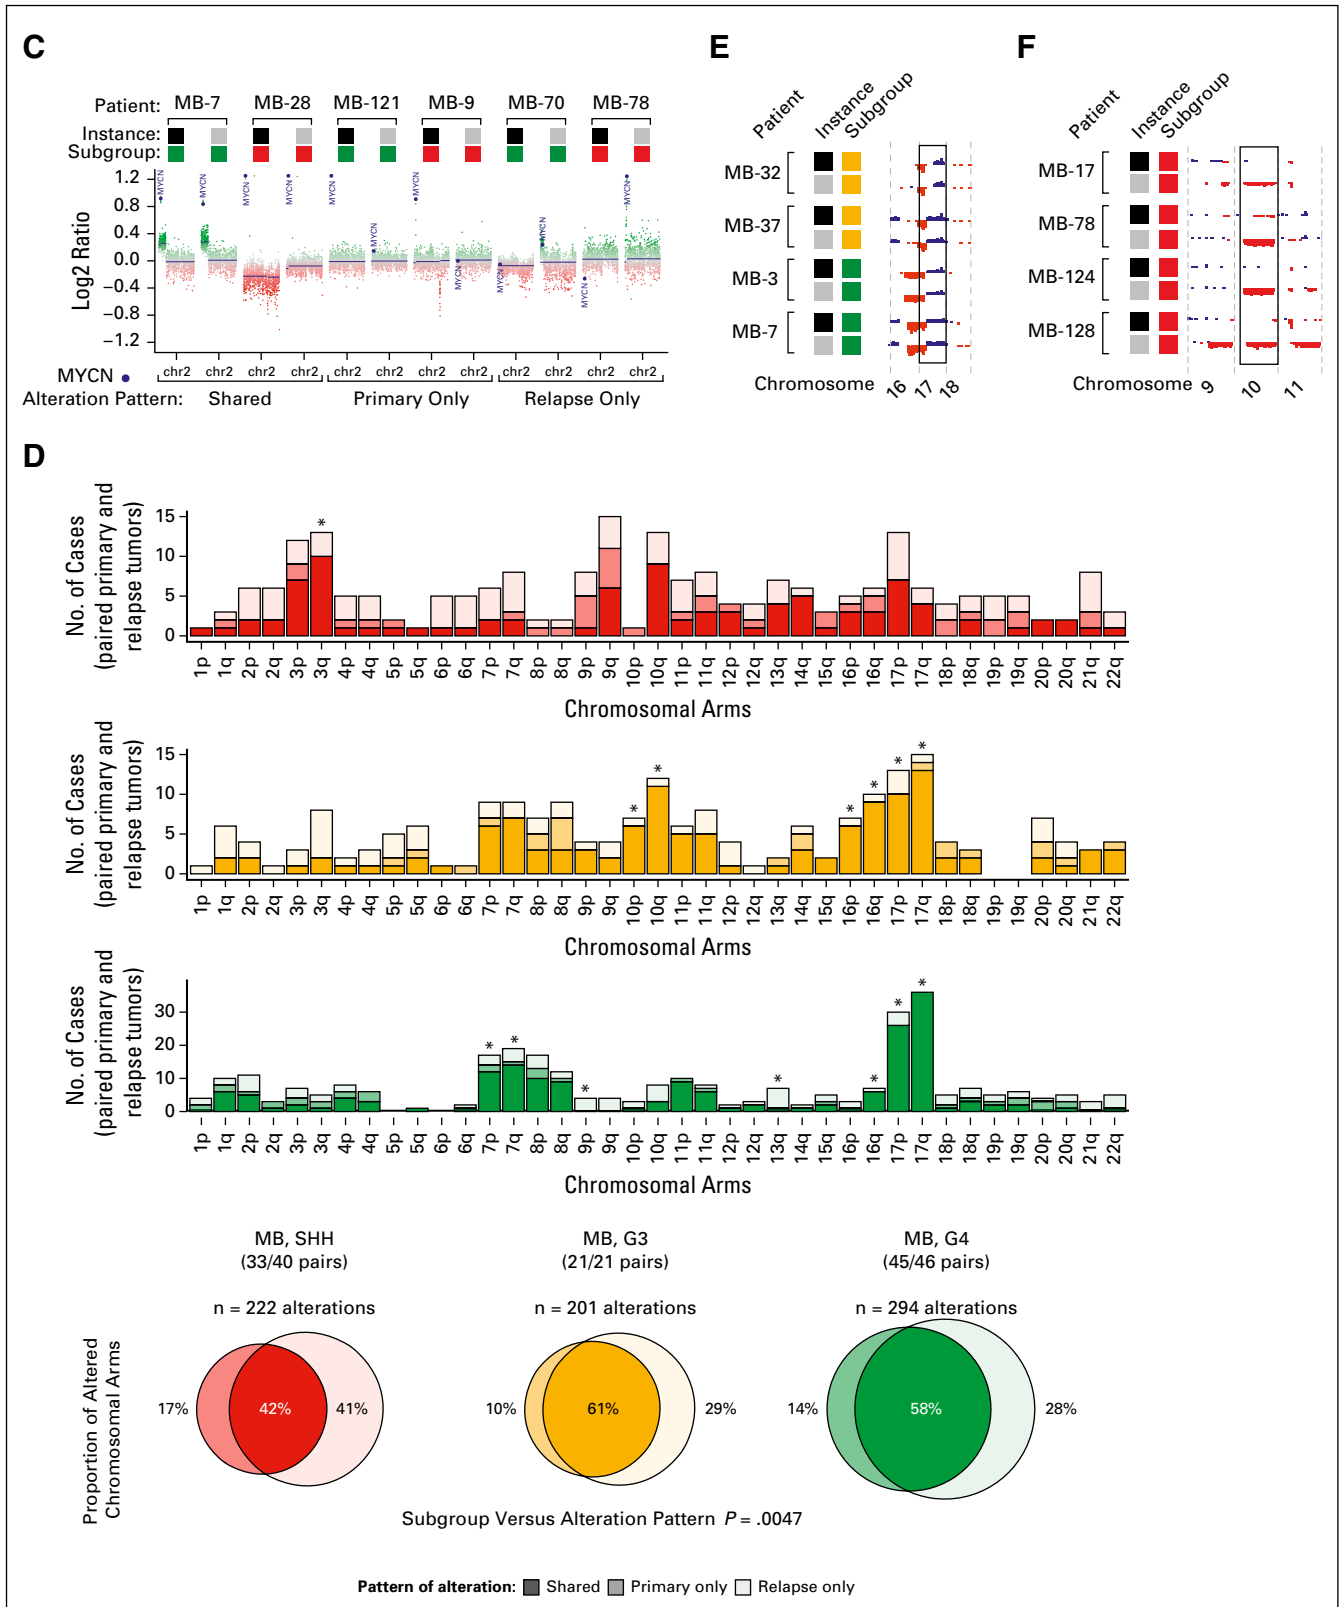 C
Patient: MB-7 MB-28 MB-121 MB-9 MB-70 MB-78
Instance:
Subgroup:
Log2 Ratio
1.2
0.8
0.4
0.0
−0.4
−0.8
−1.2
MYCN MYCN MYCN MYCN MYCN MYCN MYCN MYCN MYCN MYCN MYCN MYCN
chr2 chr2 chr2 chr2 chr2 chr2 chr2 chr2 chr2 chr2 chr2 chr2
MYCN
Alteration Pattern: Shared Primary Only Relapse Only
E
Patient Instance Subgroup
MB-32
MB-37
MB-3
MB-7
Chromosome 16 17 18
F
Patient Instance Subgroup
MB-17
MB-78
MB-124
MB-128
Chromosome 9 10 11
D
No. of Cases
(paired primary and
relapse tumors)
15
10
5
0
*
1p 1q 2p 2q 3p 3q 4p 4q 5p 5q 6p 6q 7p 7q 8p 8q 9p 9q 10p 10q 11p 11q 12p 12q 13q 14q 15q 16p 16q 17p 17q 18p 18q 19p 19q 20p 20q 21q 22q
Chromosomal Arms
No. of Cases
(paired primary and
relapse tumors)
15
10
5
0
* * * * * *
1p 1q 2p 2q 3p 3q 4p 4q 5p 5q 6p 6q 7p 7q 8p 8q 9p 9q 10p 10q 11p 11q 12p 12q 13q 14q 15q 16p 16q 17p 17q 18p 18q 19p 19q 20p 20q 21q 22q
Chromosomal Arms
No. of Cases
(paired primary and
relapse tumors)
30
20
10
0
* * * * * * *
1p 1q 2p 2q 3p 3q 4p 4q 5p 5q 6p 6q 7p 7q 8p 8q 9p 9q 10p 10q 11p 11q 12p 12q 13q 14q 15q 16p 16q 17p 17q 18p 18q 19p 19q 20p 20q 21q 22q
Chromosomal Arms
MB, SHH MB, G3 MB, G4
(33/40 pairs) (21/21 pairs) (45/46 pairs)
n = 222 alterations n = 201 alterations n = 294 alterations
Proportion of Altered
Chromosomal Arms
17% 42% 41% 10% 61% 29% 14% 58% 28%
Subgroup Versus Alteration Pattern P = .0047
Pattern of alteration: Shared Primary only Relapse only